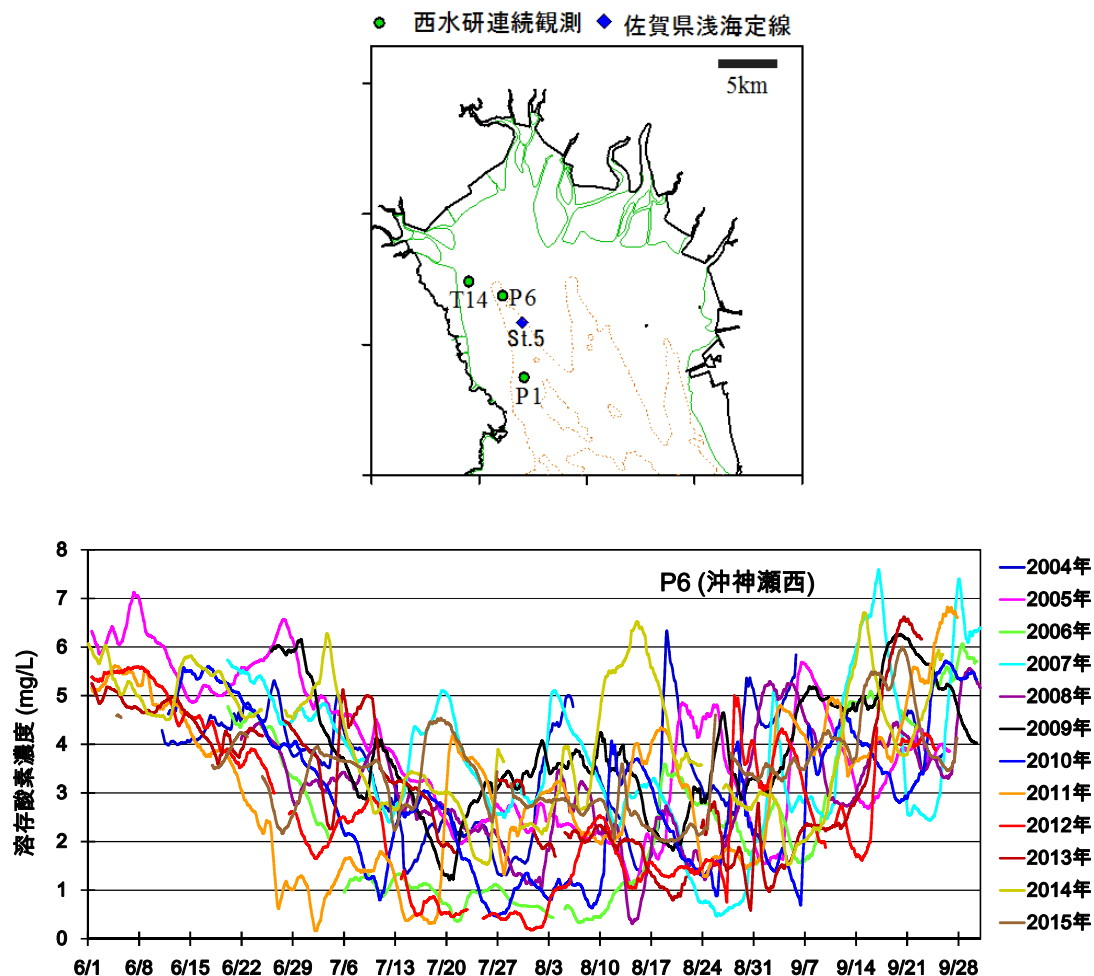 西水研連続観測 佐賀県浅海定線
5km
T14
P6
St.5
P1
8
7
6
5
4
3
2
1
0
溶存酸素濃度 (mg/L)
P6 (沖神瀬西)
2004年
2005年
2006年
2007年
2008年
2009年
2010年
2011年
2012年
2013年
2014年
2015年
6/1 6/8 6/15 6/22 6/29 7/6 7/13 7/20 7/27 8/3 8/10 8/17 8/24 8/31 9/7 9/14 9/21 9/28